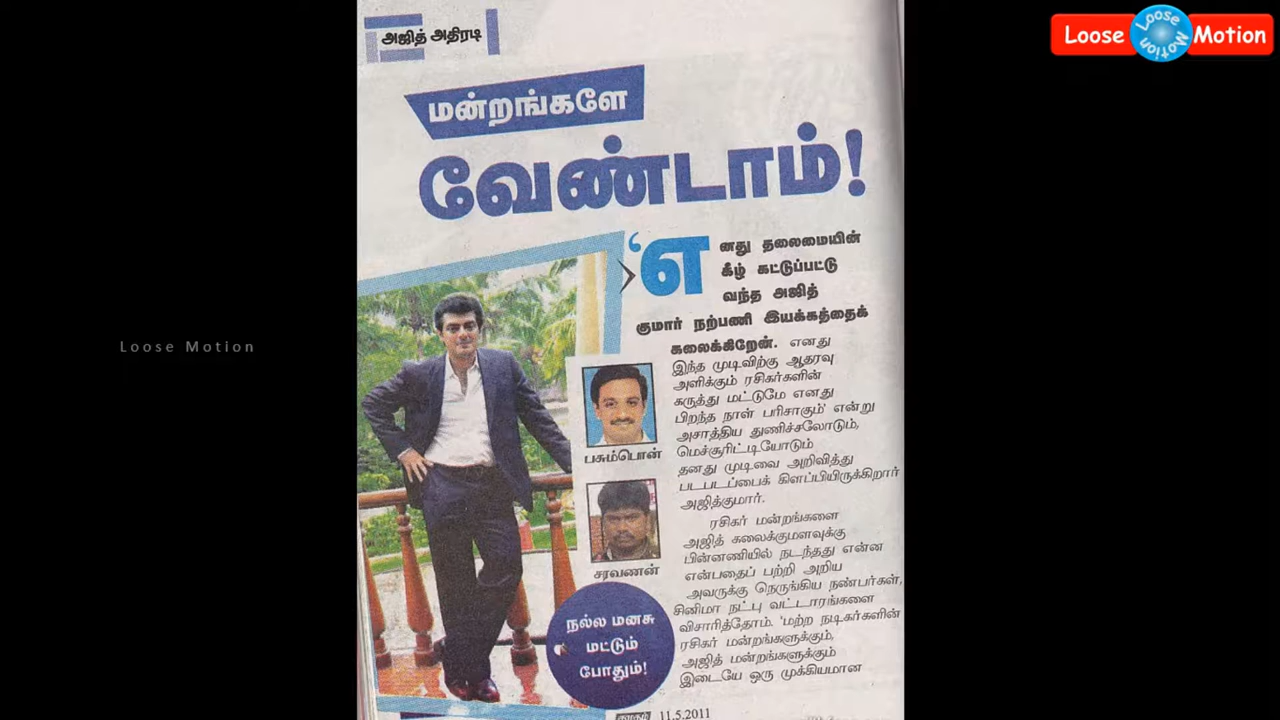 Loose Motion
Loose Motion
அஜித் அதிரடி
மன்றங்களே
வேண்டாம்!
‘எ
னது தலைமையின்
கீழ் கட்டுப்பட்டு
வந்த அஜித்
குமார் நற்பணி இயக்கத்தைக்
கலைக்கிறேன். எனது
இந்த முடிவிற்கு ஆதரவு
அளிக்கும் ரசிகர்களின்
கருத்து மட்டுமே எனது
பிறந்த நாள் பரிசாகும்' என்று
அசாத்திய துணிச்சலோடும்,
மெச்சூரிட்டியோடும்
தனது முடிவை அறிவித்து
படபடப்பைக் கிளப்பியிருக்கிறார்
அஜித்குமார்.
ரசிகர் மன்றங்களை
அஜித் கலைக்குமளவுக்கு
பின்னணியில் நடந்தது என்ன
என்பதைப் பற்றி அறிய
அவருக்கு நெருங்கிய நண்பர்கள்,
சினிமா நட்பு வட்டாரங்களை
விசாரித்தோம். 'மற்ற நடிகர்களின்
ரசிகர் மன்றங்களுக்கும்,
அஜித் மன்றங்களுக்கும்
இடையே ஒரு முக்கியமான
பசும்பொன்
சரவணன்
நல்ல மனசு
மட்டும்
போதும்!
குமுதம் 11.5.2011
Loose Motion